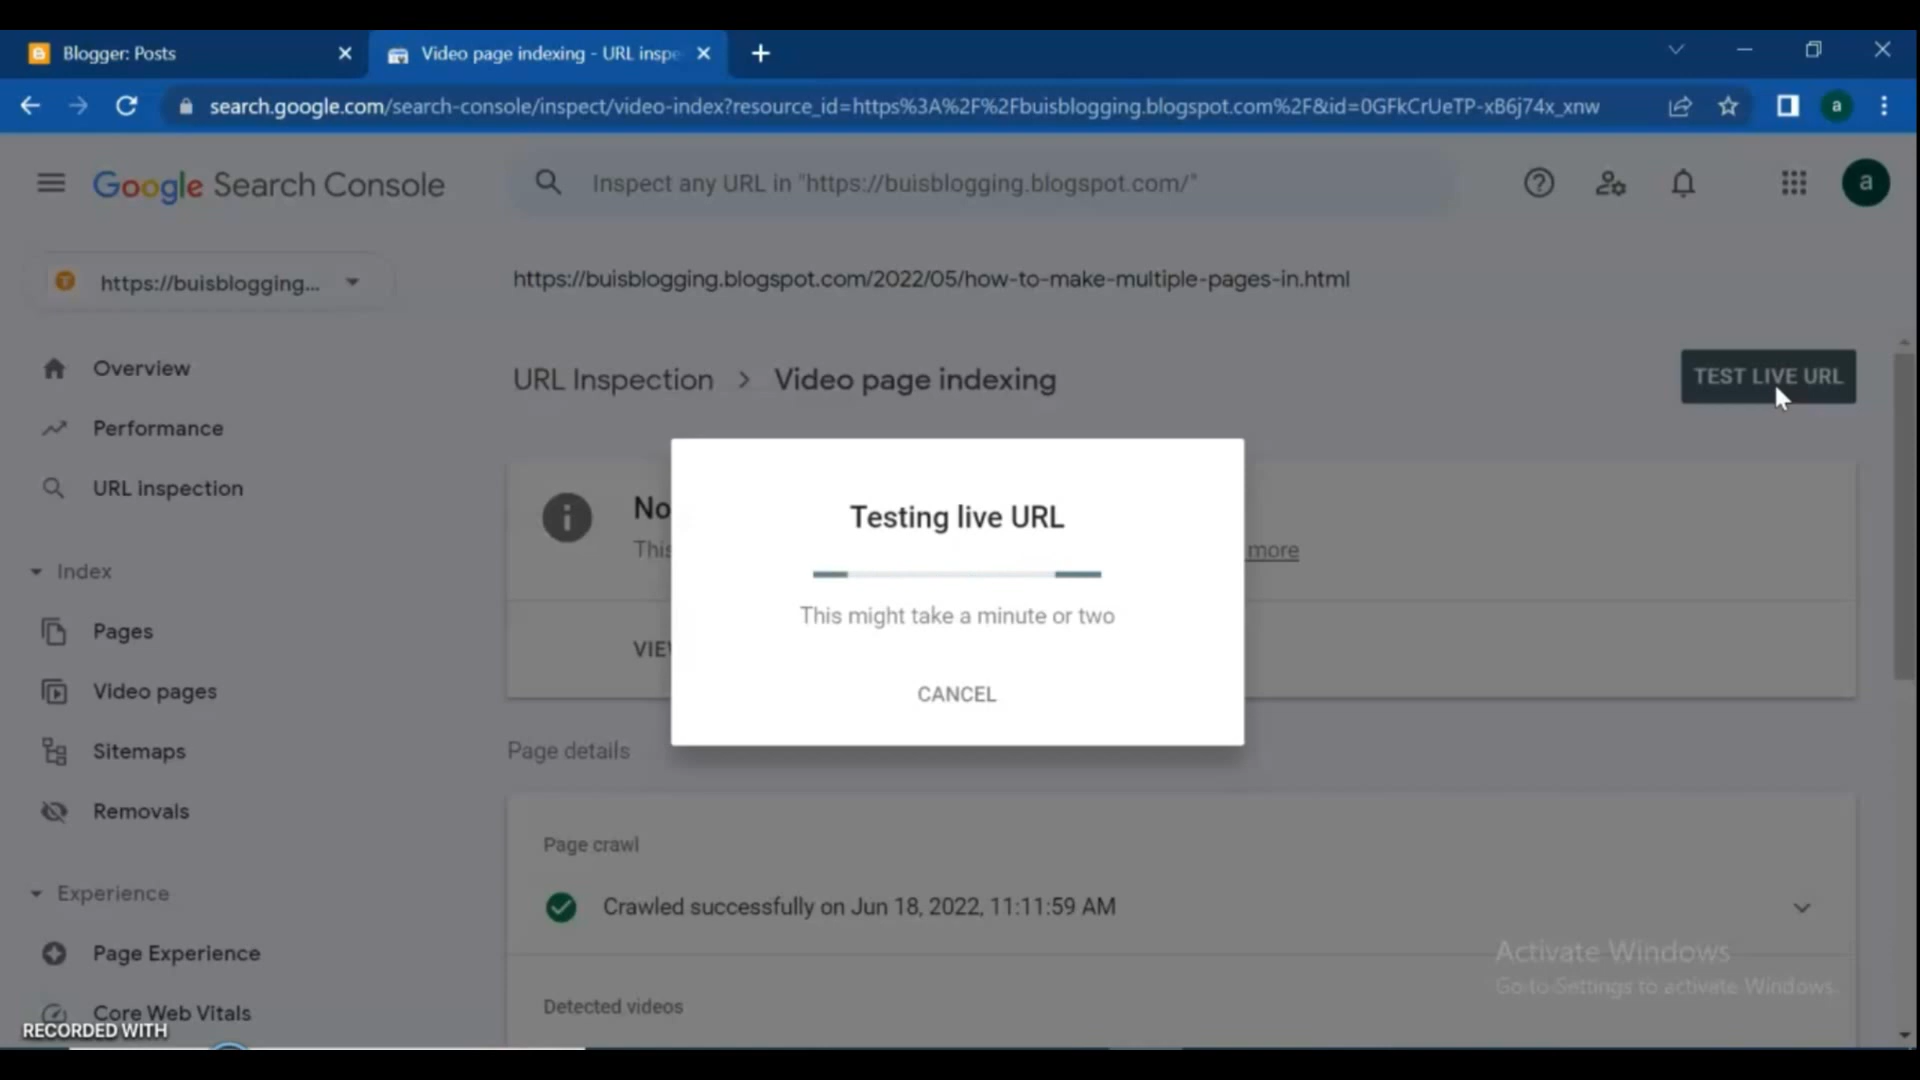 Blogger: Posts
Video page indexing - URL inspe
search.google.com/search-console/inspect/video-index?resource_id=https%3A%2F%2Fbuisblogging.blogspot.com%2F&id=0GFkCrUeTP-xB6j74x_xnw
a
Google Search Console
Inspect any URL in "https://buisblogging.blogspot.com/"
a
https://buisblogging...
https://buisblogging.blogspot.com/2022/05/how-to-make-multiple-pages-in.html
Overview
URL Inspection > Video page indexing
TEST LIVE URL
Performance
URL inspection
No
This
more
Testing live URL
This might take a minute or two
CANCEL
VIE
Index
Pages
Video pages
Sitemaps
Removals
Page details
Page crawl
Crawled successfully on Jun 18, 2022, 11:11:59 AM
Experience
Page Experience
Core Web Vitals
Detected videos
Activate Windows
Go to Settings to activate Windows.
RECORDED WITH